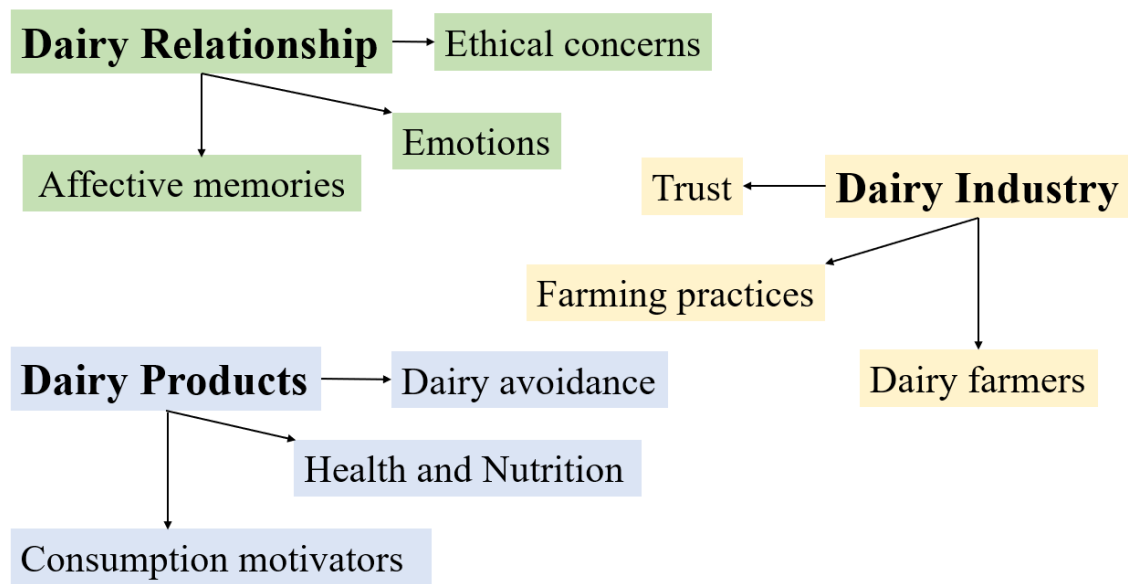 Dairy Relationship
Ethical concerns
Emotions
Affective memories
Dairy Industry
Trust
Farming practices
Dairy farmers
Dairy Products
Dairy avoidance
Health and Nutrition
Consumption motivators